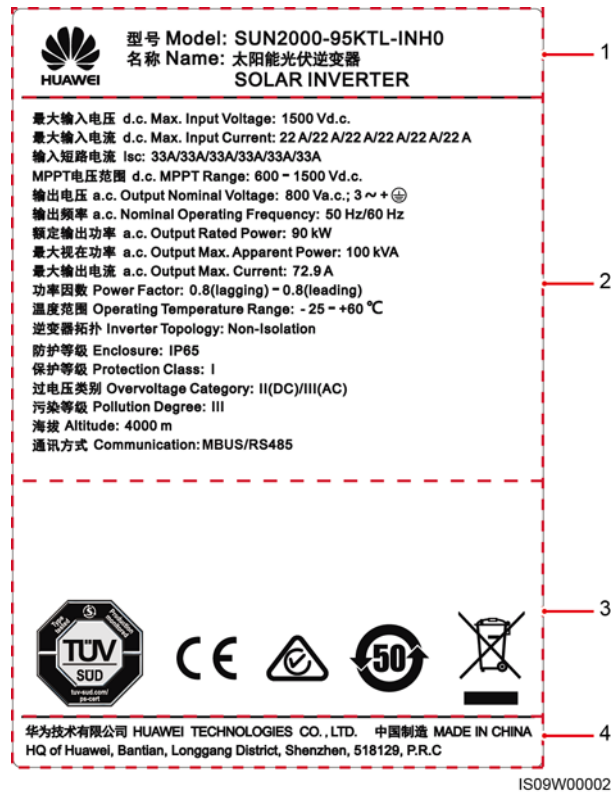 HUAWEI
型号 Model: SUN2000-95KTL-INH0
名称 Name: 太阳能光伏逆变器
SOLAR INVERTER
1
最大输入电压 d.c. Max. Input Voltage: 1500 Vd.c.
最大输入电流 d.c. Max. Input Current: 22 A/22 A/22 A/22 A/22 A/22 A
输入短路电流 Isc: 33A/33A/33A/33A/33A/33A
MPPT电压范围 d.c. MPPT Range: 600 - 1500 Vd.c.
输出电压 a.c. Output Nominal Voltage: 800 Va.c.; 3 ~ +
输出频率 a.c. Nominal Operating Frequency: 50 Hz/60 Hz
额定输出功率 a.c. Output Rated Power: 90 kW
最大视在功率 a.c. Output Max. Apparent Power: 100 kVA
最大输出电流 a.c. Output Max. Current: 72.9 A
功率因数 Power Factor: 0.8(lagging) - 0.8(leading)
温度范围 Operating Temperature Range: - 25 - +60 ℃
逆变器拓扑 Inverter Topology: Non-Isolation
防护等级 Enclosure: IP65
保护等级 Protection Class: I
过电压类别 Overvoltage Category: II(DC)/III(AC)
污染等级 Pollution Degree: III
海拔 Altitude: 4000 m
通讯方式 Communication: MBUS/RS485
2
Type tested
Production monitored
TÜV
SÜD
tuv-sud.com/
ps-cert
CE
50
3
华为技术有限公司 HUAWEI TECHNOLOGIES CO., LTD. 中国制造 MADE IN CHINA
HQ of Huawei, Bantian, Longgang District, Shenzhen, 518129, P.R.C
4
IS09W00002